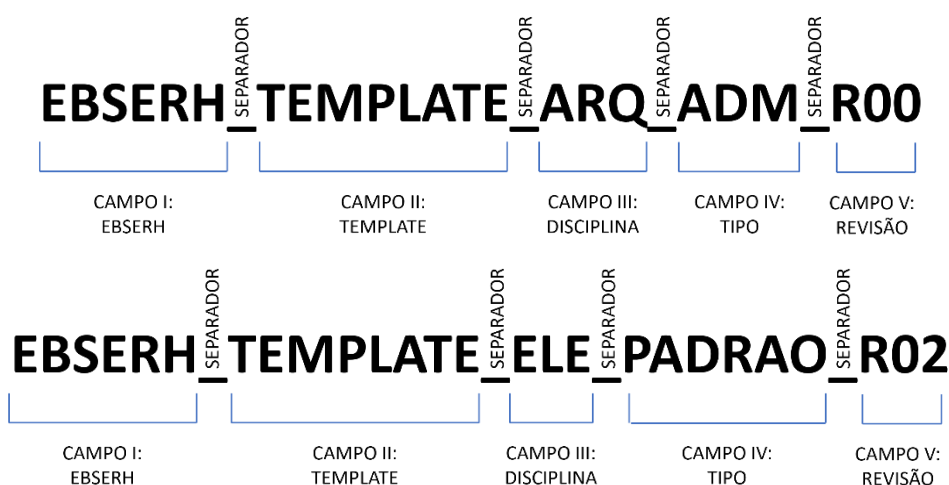 SEPARADOR SEPARADOR SEPARADOR SEPARADOR
EBSERH_TEMPLATE_ARQ_ADM_R00
CAMPO I: CAMPO II: CAMPO III: CAMPO IV: CAMPO V:
EBSERH TEMPLATE DISCIPLINA TIPO REVISÃO
SEPARADOR SEPARADOR SEPARADOR SEPARADOR
EBSERH_TEMPLATE_ELE_PADRAO_R02
CAMPO I: CAMPO II: CAMPO III: CAMPO IV: CAMPO V:
EBSERH TEMPLATE DISCIPLINA TIPO REVISÃO